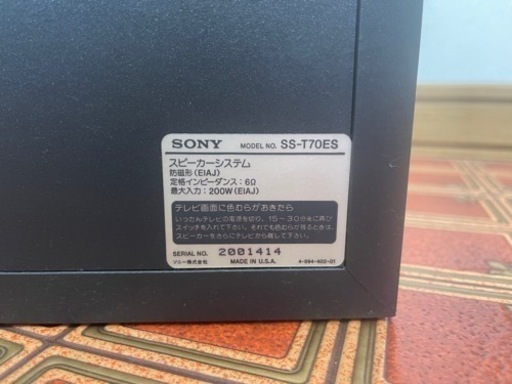 SONY MODEL NO. SS-T70ES
スピーカーシステム
防磁形(EIAJ)
定格インピーダンス:6Ω
最大入力:200W(EIAJ)
テレビ画面に色むらがおきたら
いったんテレビの電源を切り、15〜30分後に再び
スイッチを入れて下さい。それでも色むらが残るときは、
スピーカーをさらにテレビから離して下さい。
SERIAL NO. 2001414
ソニー株式会社 MADE IN U.S.A. 4-994-402-01